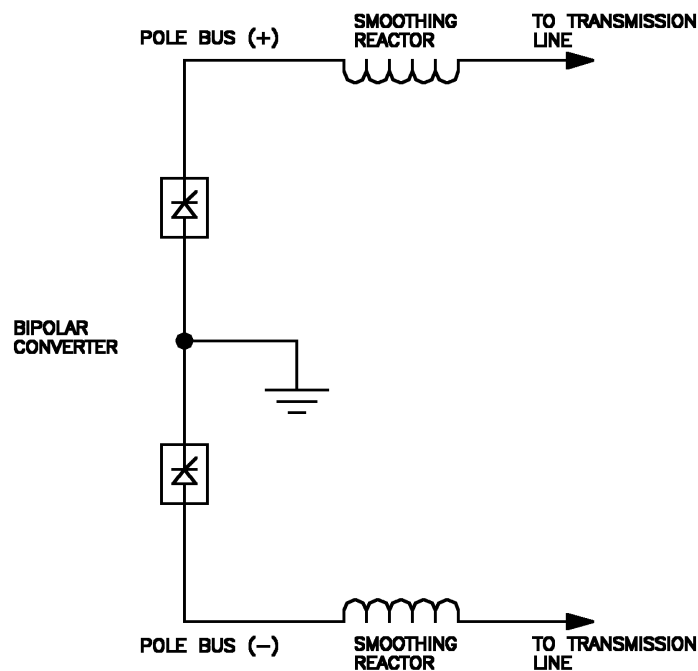 POLE BUS (+)
SMOOTHING
REACTOR
TO TRANSMISSION
LINE
BIPOLAR
CONVERTER
POLE BUS (−)
SMOOTHING
REACTOR
TO TRANSMISSION
LINE